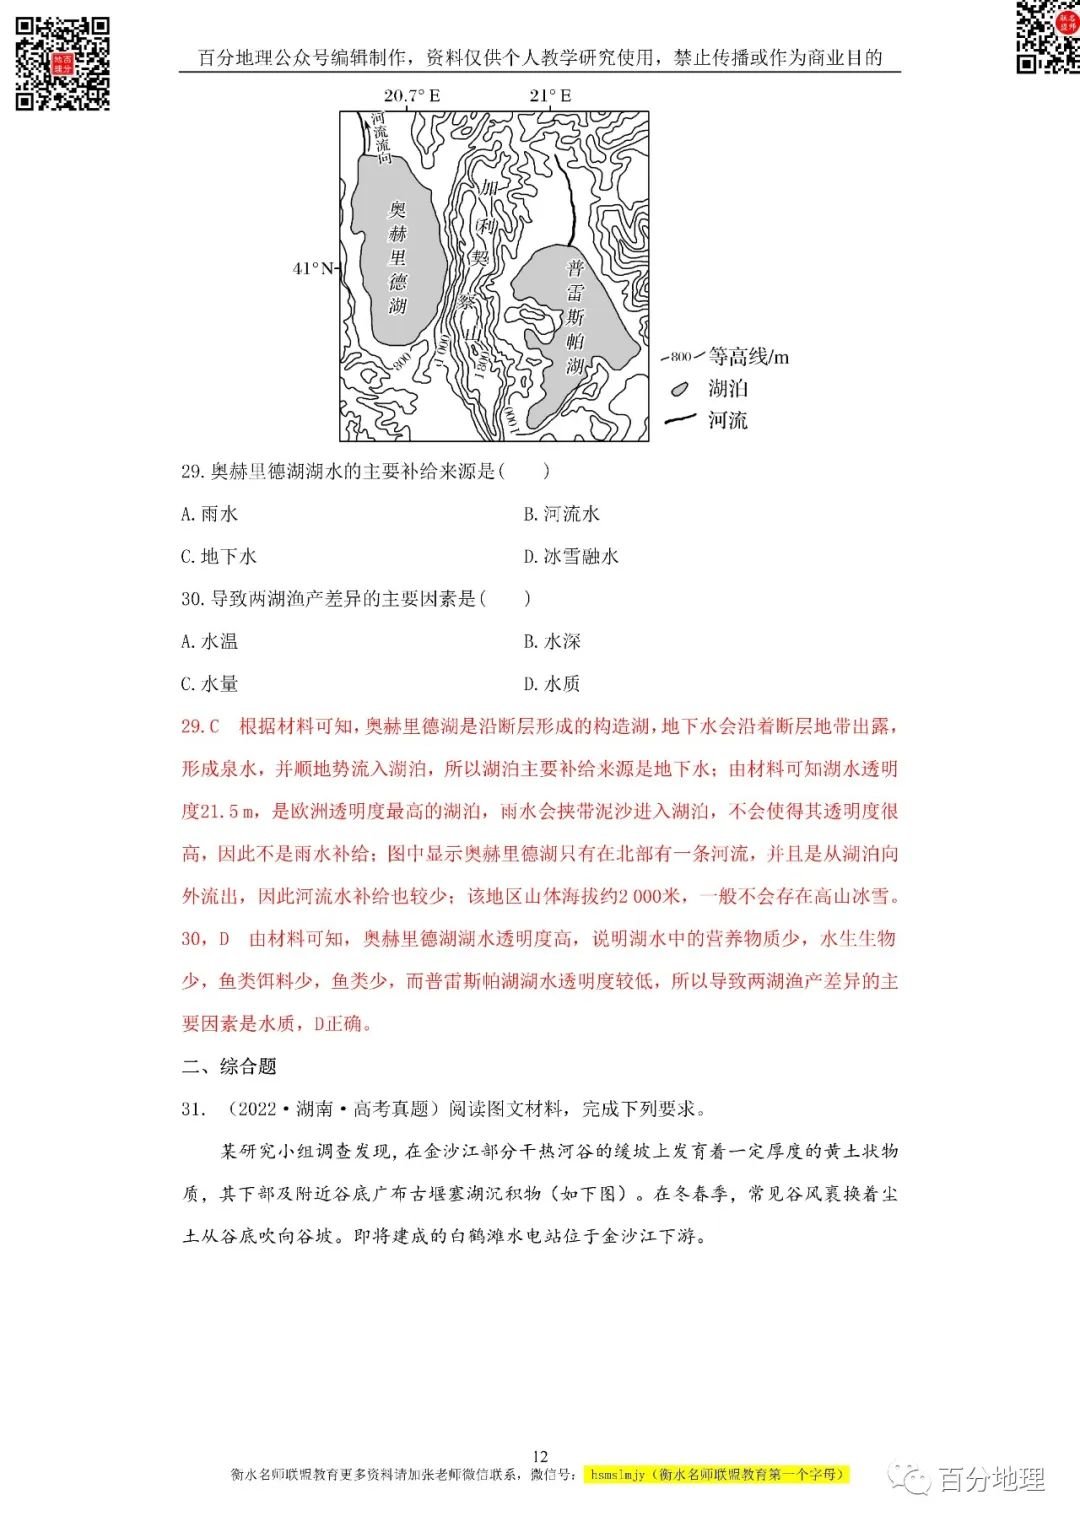 百分地理公众号编辑制作，资料仅供个人教学研究使用，禁止传播或作为商业目的
20.7°E 21°E
河流流向
奥赫里德湖
加利契察山
普雷斯帕湖
41°N
800
1 000
1 800
1 000
800 等高线/m
湖泊
河流
29.奥赫里德湖湖水的主要补给来源是(　　)
A.雨水 B.河流水
C.地下水 D.冰雪融水
30.导致两湖渔产差异的主要因素是(　　)
A.水温 B.水深
C.水量 D.水质
29.C　根据材料可知，奥赫里德湖是沿断层形成的构造湖，地下水会沿着断层地带出露，
形成泉水，并顺地势流入湖泊，所以湖泊主要补给来源是地下水；由材料可知湖水透明
度21.5 m，是欧洲透明度最高的湖泊，雨水会挟带泥沙进入湖泊，不会使得其透明度很
高，因此不是雨水补给；图中显示奥赫里德湖只有在北部有一条河流，并且是从湖泊向
外流出，因此河流水补给也较少；该地区山体海拔约2 000米，一般不会存在高山冰雪。
30，D　由材料可知，奥赫里德湖湖水透明度高，说明湖水中的营养物质少，水生生物
少，鱼类饵料少，鱼类少，而普雷斯帕湖湖水透明度较低，所以导致两湖渔产差异的主
要因素是水质，D正确。
二、综合题
31. （2022·湖南·高考真题）阅读图文材料，完成下列要求。
某研究小组调查发现，在金沙江部分干热河谷的缓坡上发育着一定厚度的黄土状物
质，其下部及附近谷底广布古堰塞湖沉积物（如下图）。在冬春季，常见谷风裹挟着尘
土从谷底吹向谷坡。即将建成的白鹤滩水电站位于金沙江下游。
12
衡水名师联盟教育更多资料请加张老师微信联系，微信号： hsmslmjy（衡水名师联盟教育第一个字母）
百分地理